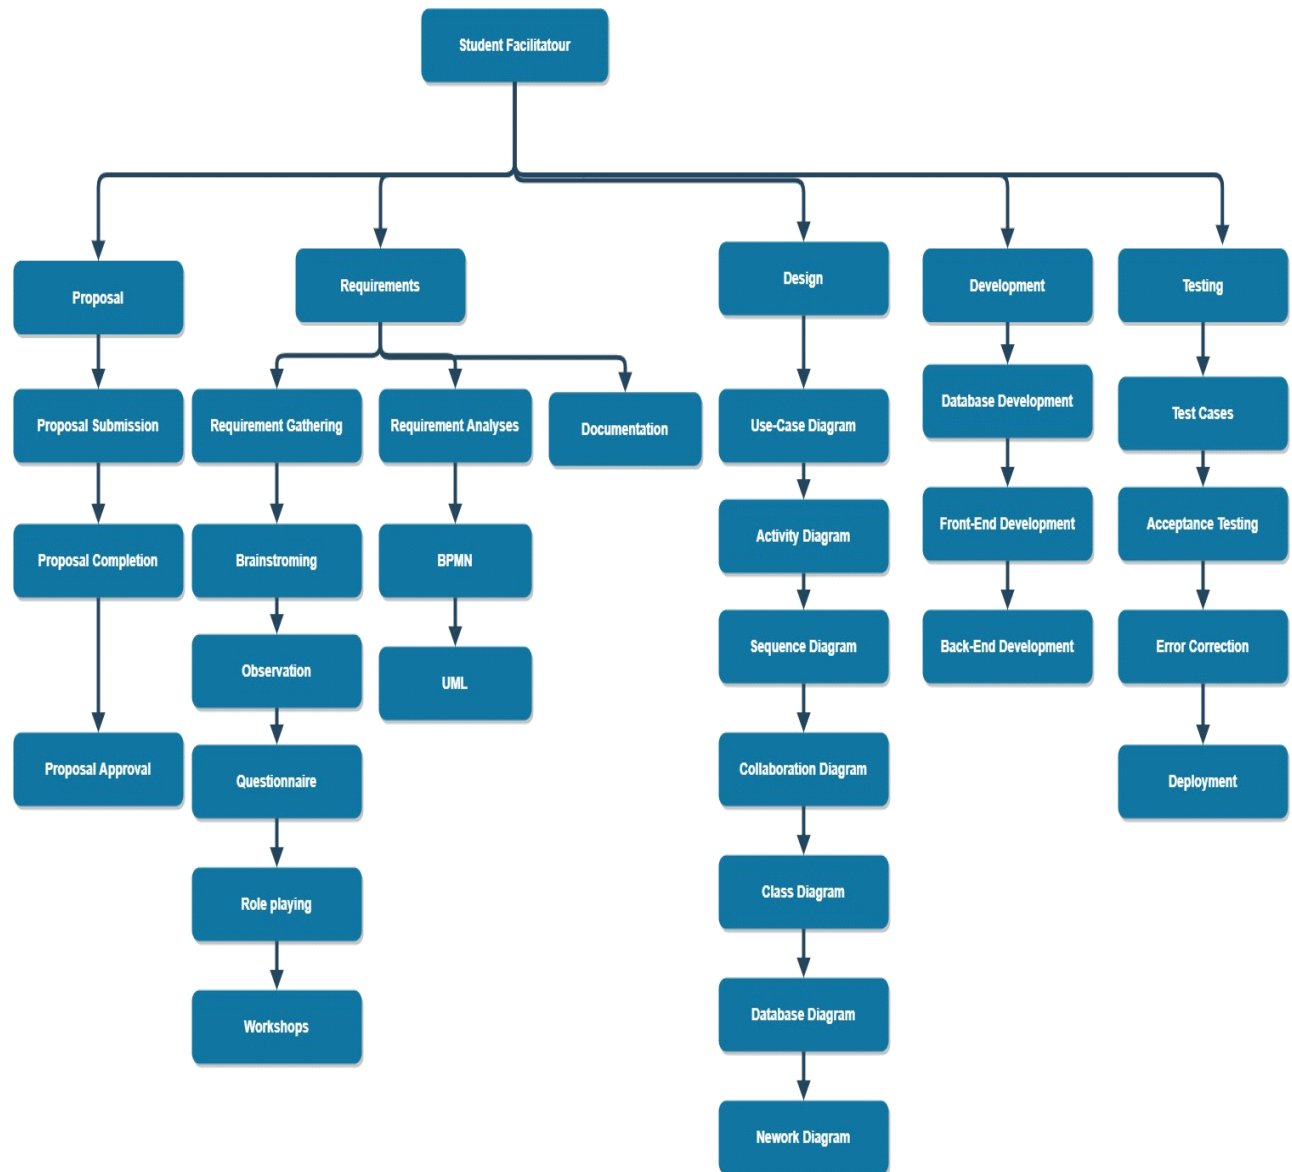 Student Facilitatour
Proposal
Requirements
Design
Development
Testing
Proposal Submission
Requirement Gathering
Requirement Analyses
Documentation
Use-Case Diagram
Database Development
Test Cases
Proposal Completion
Brainstroming
BPMN
Activity Diagram
Front-End Development
Acceptance Testing
Observation
UML
Sequence Diagram
Back-End Development
Error Correction
Proposal Approval
Questionnaire
Collaboration Diagram
Deployment
Role playing
Class Diagram
Workshops
Database Diagram
Nework Diagram